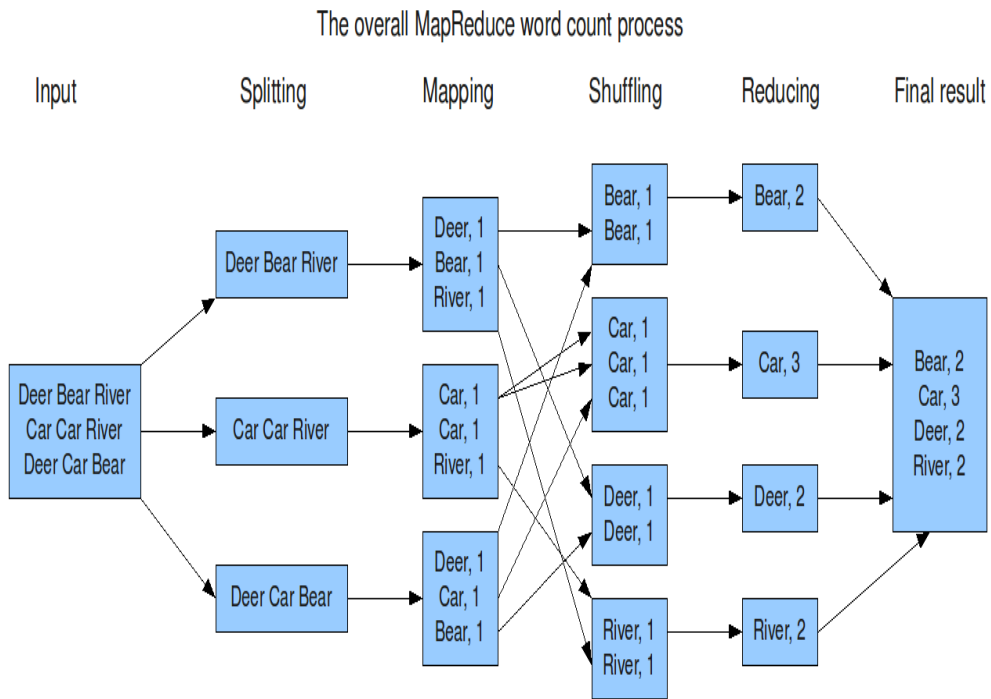 The overall MapReduce word count process
Input
Splitting
Mapping
Shuffling
Reducing
Final result
Deer Bear River
Car Car River
Deer Car Bear
Deer Bear River
Car Car River
Deer Car Bear
Deer, 1
Bear, 1
River, 1
Car, 1
Car, 1
River, 1
Deer, 1
Car, 1
Bear, 1
Bear, 1
Bear, 1
Car, 1
Car, 1
Car, 1
Deer, 1
Deer, 1
River, 1
River, 1
Bear, 2
Car, 3
Deer, 2
River, 2
Bear, 2
Car, 3
Deer, 2
River, 2